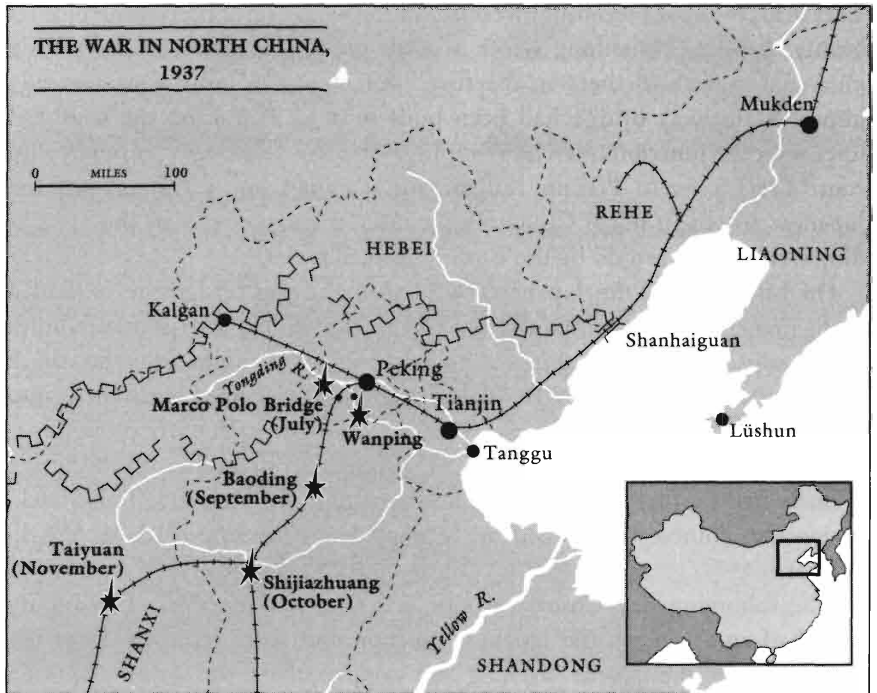 THE WAR IN NORTH CHINA,
1937
0 MILES 100
Mukden
REHE
HEBEI
LIAONING
Kalgan
Shanhaiguan
Yongding R.
Peking
Marco Polo Bridge
(July)
Tianjin
Wanping
Lüshun
Tanggu
Baoding
(September)
Taiyuan
(November)
Shijiazhuang
(October)
SHANXI
Yellow R.
SHANDONG